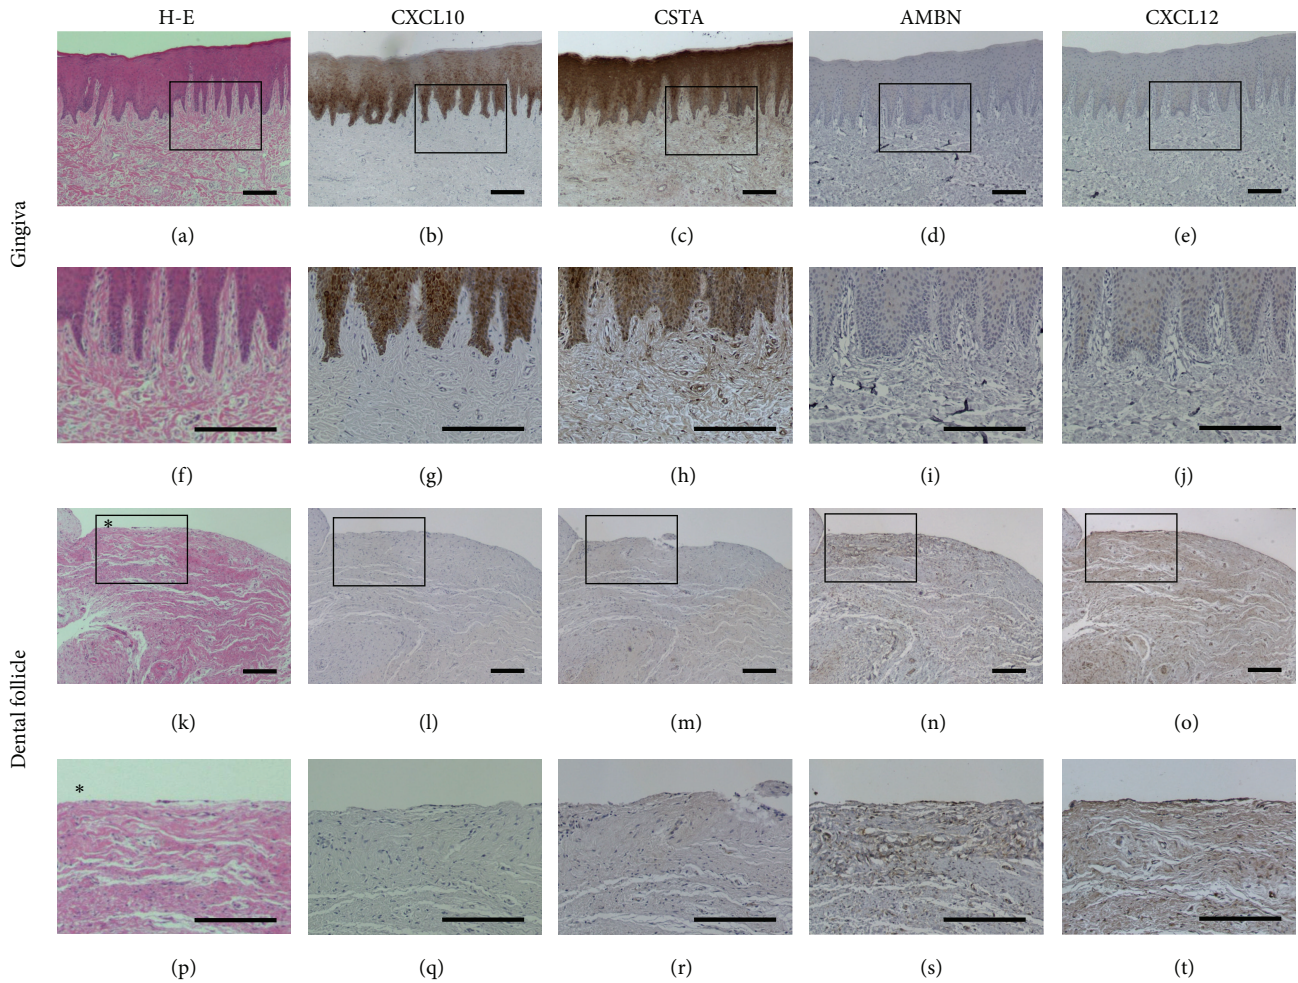 H-E CXCL10 CSTA AMBN CXCL12
Gingiva
(a) (b) (c) (d) (e)
(f) (g) (h) (i) (j)
Dental follicle
*
(k) (l) (m) (n) (o)
*
(p) (q) (r) (s) (t)